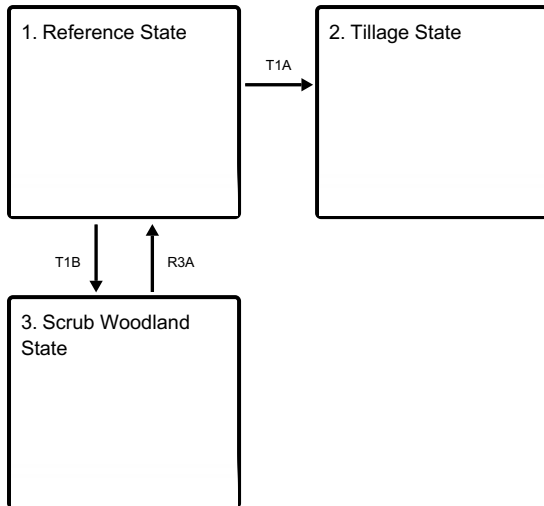 1. Reference State
2. Tillage State
T1A
T1B
R3A
3. Scrub Woodland
State